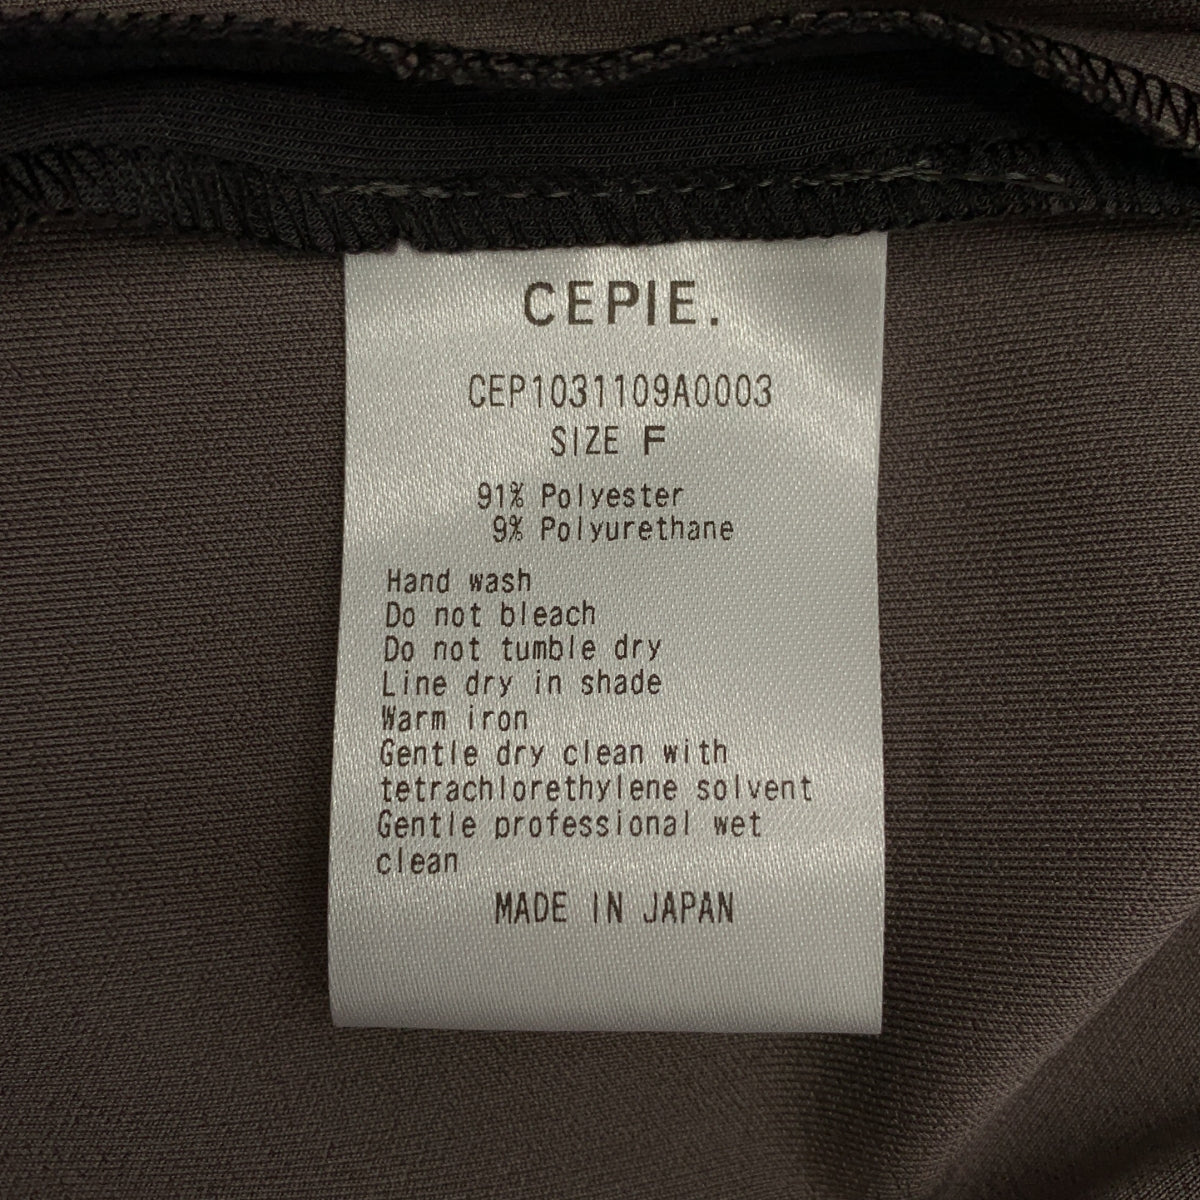 CEPIE.
CEP1031109A0003
SIZE F
91% Polyester
9% Polyurethane
Hand wash
Do not bleach
Do not tumble dry
Line dry in shade
Warm iron
Gentle dry clean with
tetrachlorethylene solvent
Gentle professional wet
clean
MADE IN JAPAN